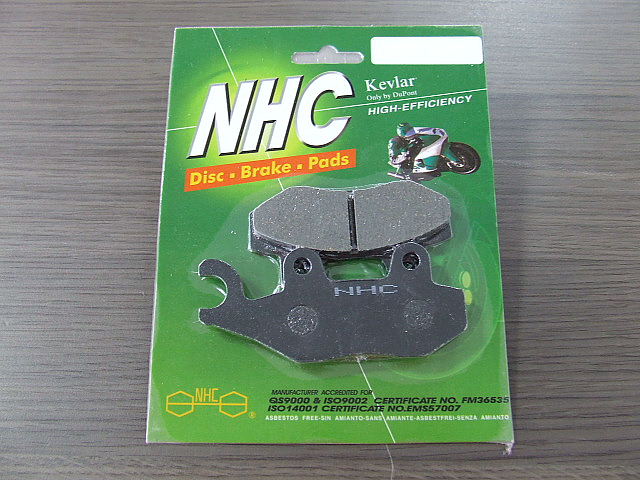 NHC
Kevlar®
Only by DuPont
HIGH-EFFICIENCY
Disc • Brake • Pads
NHC
NHC
®
MANUFACTURER ACCREDITED FOR
QS9000 & ISO9002 CERTIFICATE NO. FM36535
ISO14001 CERTIFICATE NO.EMS57007
ASBESTOS FREE-SIN AMIANTO-SANS AMIANTE-ASBESTFREI-SENZA AMIANTO